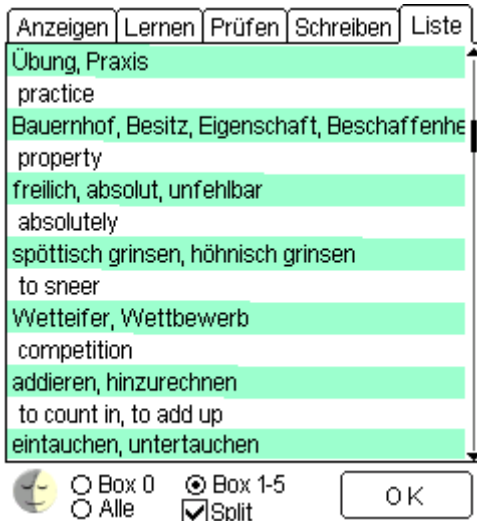 Anzeigen Lernen Prüfen Schreiben Liste
Übung, Praxis
practice
Bauernhof, Besitz, Eigenschaft, Beschaffenhe
property
freilich, absolut, unfehlbar
absolutely
spöttisch grinsen, höhnisch grinsen
to sneer
Wetteifer, Wettbewerb
competition
addieren, hinzurechnen
to count in, to add up
eintauchen, untertauchen
Box 0 Box 1-5
Alle Split
OK